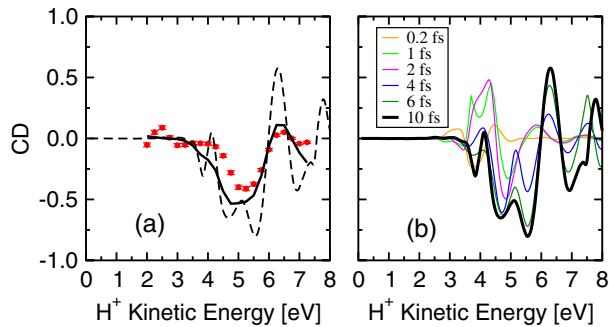 CD
1.0
0.5
0.0
-0.5
-1.0
(a)
0 1 2 3 4 5 6 7
H+ Kinetic Energy [eV]
0.2 fs
1 fs
2 fs
4 fs
6 fs
10 fs
(b)
0 1 2 3 4 5 6 7 8
H+ Kinetic Energy [eV]